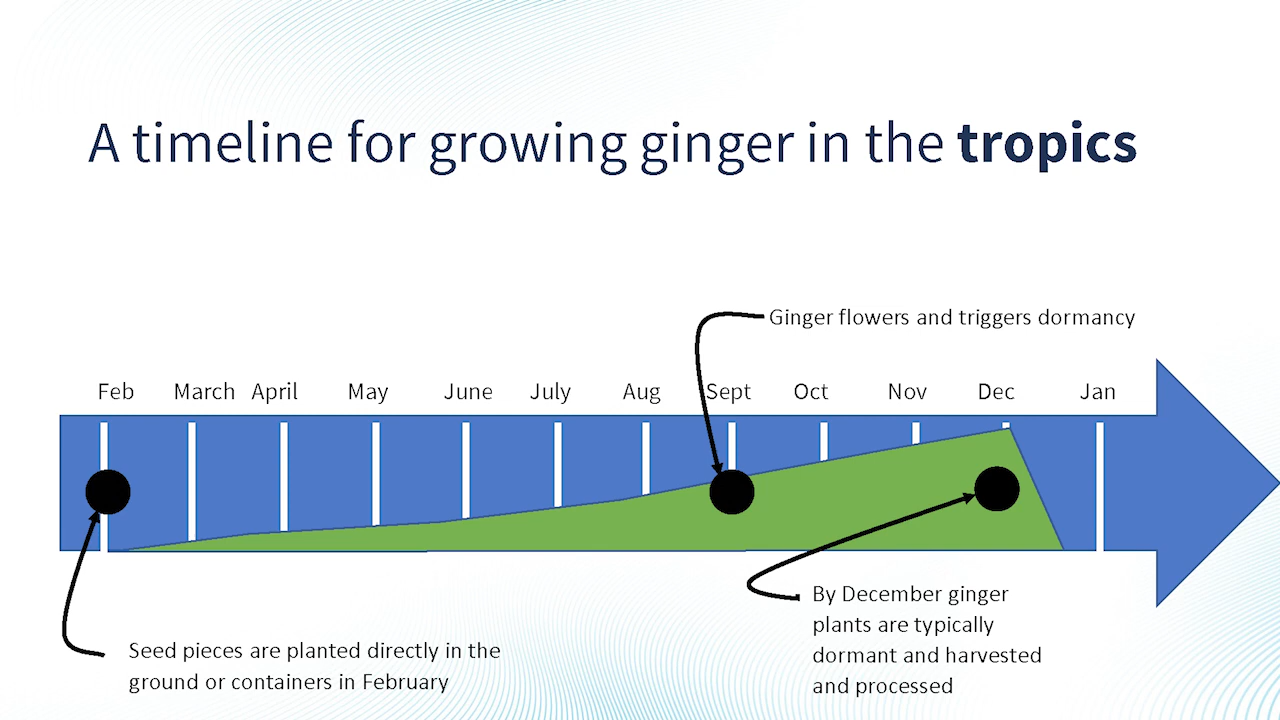 A timeline for growing ginger in the tropics
Ginger flowers and triggers dormancy
Feb March April May June July Aug Sept Oct Nov Dec Jan
By December ginger
plants are typically
dormant and harvested
and processed
Seed pieces are planted directly in the
ground or containers in February